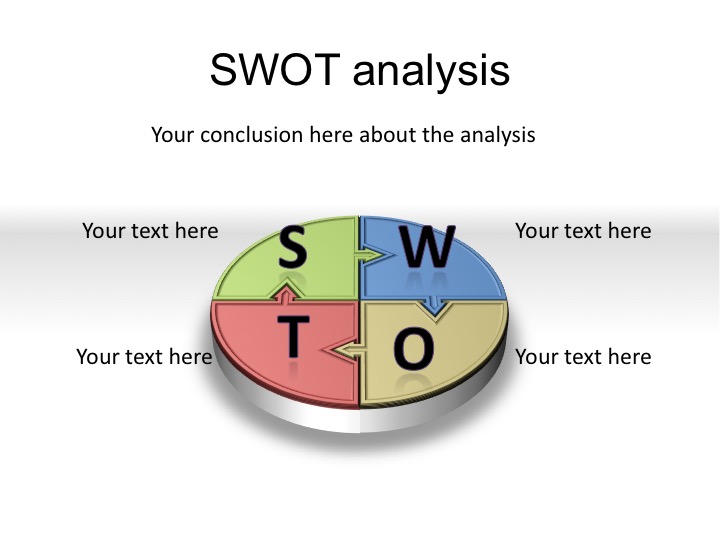 SWOT analysis
Your conclusion here about the analysis
Your text here
S
W
Your text here
Your text here
T
O
Your text here